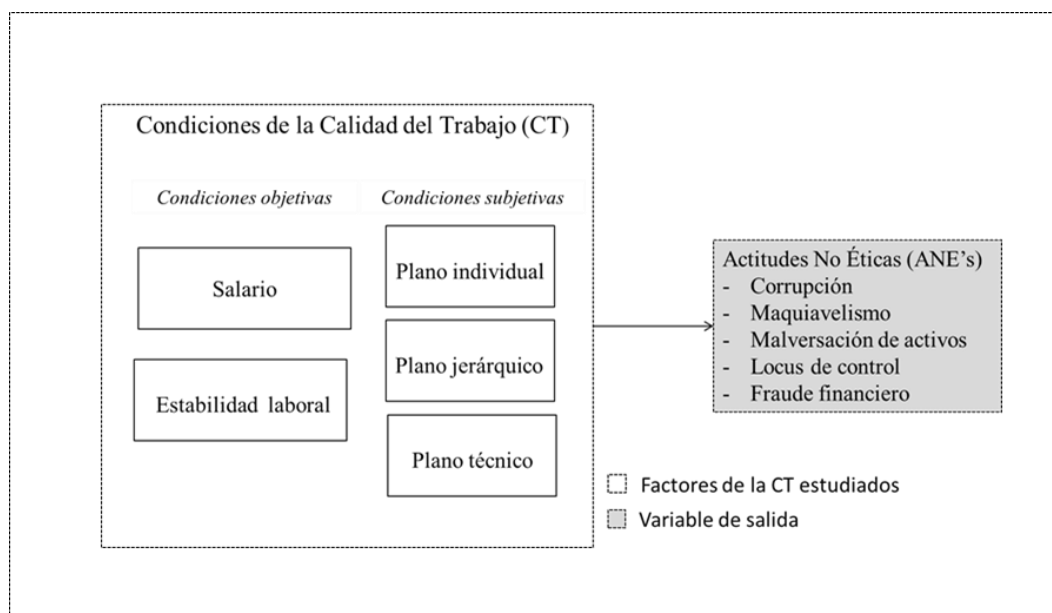 Condiciones de la Calidad del Trabajo (CT)
Condiciones objetivas
Condiciones subjetivas
Salario
Estabilidad laboral
Plano individual
Plano jerárquico
Plano técnico
Actitudes No Éticas (ANE’s)
- Corrupción
- Maquiavelismo
- Malversación de activos
- Locus de control
- Fraude financiero
Factores de la CT estudiados
Variable de salida